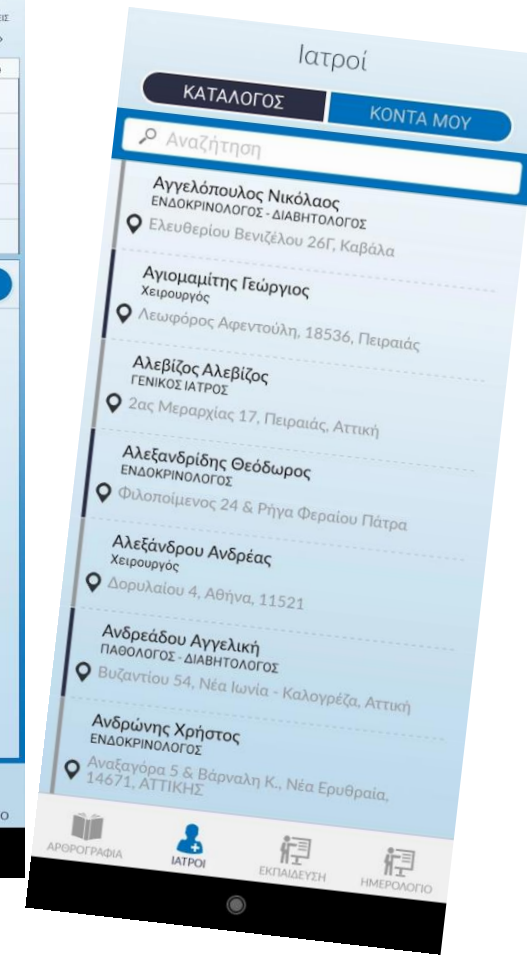 Ιατροί
ΚΑΤΑΛΟΓΟΣ
ΚΟΝΤΑ ΜΟΥ
Αναζήτηση
Αγγελόπουλος Νικόλαος
ΕΝΔΟΚΡΙΝΟΛΟΓΟΣ - ΔΙΑΒΗΤΟΛΟΓΟΣ
Ελευθερίου Βενιζέλου 26Γ, Καβάλα
Αγιομαμίτης Γεώργιος
Χειρουργός
Λεωφόρος Αφεντούλη, 18536, Πειραιάς
Αλεβίζος Αλεβίζος
ΓΕΝΙΚΟΣ ΙΑΤΡΟΣ
2ας Μεραρχίας 17, Πειραιάς, Αττική
Αλεξανδρίδης Θεόδωρος
ΕΝΔΟΚΡΙΝΟΛΟΓΟΣ
Φιλοποίμενος 24 & Ρήγα Φεραίου Πάτρα
Αλεξάνδρου Ανδρέας
Χειρουργός
Δορυλαίου 4, Αθήνα, 11521
Ανδρεάδου Αγγελική
ΠΑΘΟΛΟΓΟΣ - ΔΙΑΒΗΤΟΛΟΓΟΣ
Βυζαντίου 54, Νέα Ιωνία - Καλογρέζα, Αττική
Ανδρώνης Χρήστος
ΕΝΔΟΚΡΙΝΟΛΟΓΟΣ
Αναξαγόρα 5 & Βάρναλη Κ., Νέα Ερυθραία,
14671, ΑΤΤΙΚΗΣ
ΑΡΘΡΟΓΡΑΦΙΑ
ΙΑΤΡΟΙ
ΕΚΠΑΙΔΕΥΣΗ
ΗΜΕΡΟΛΟΓΙΟ